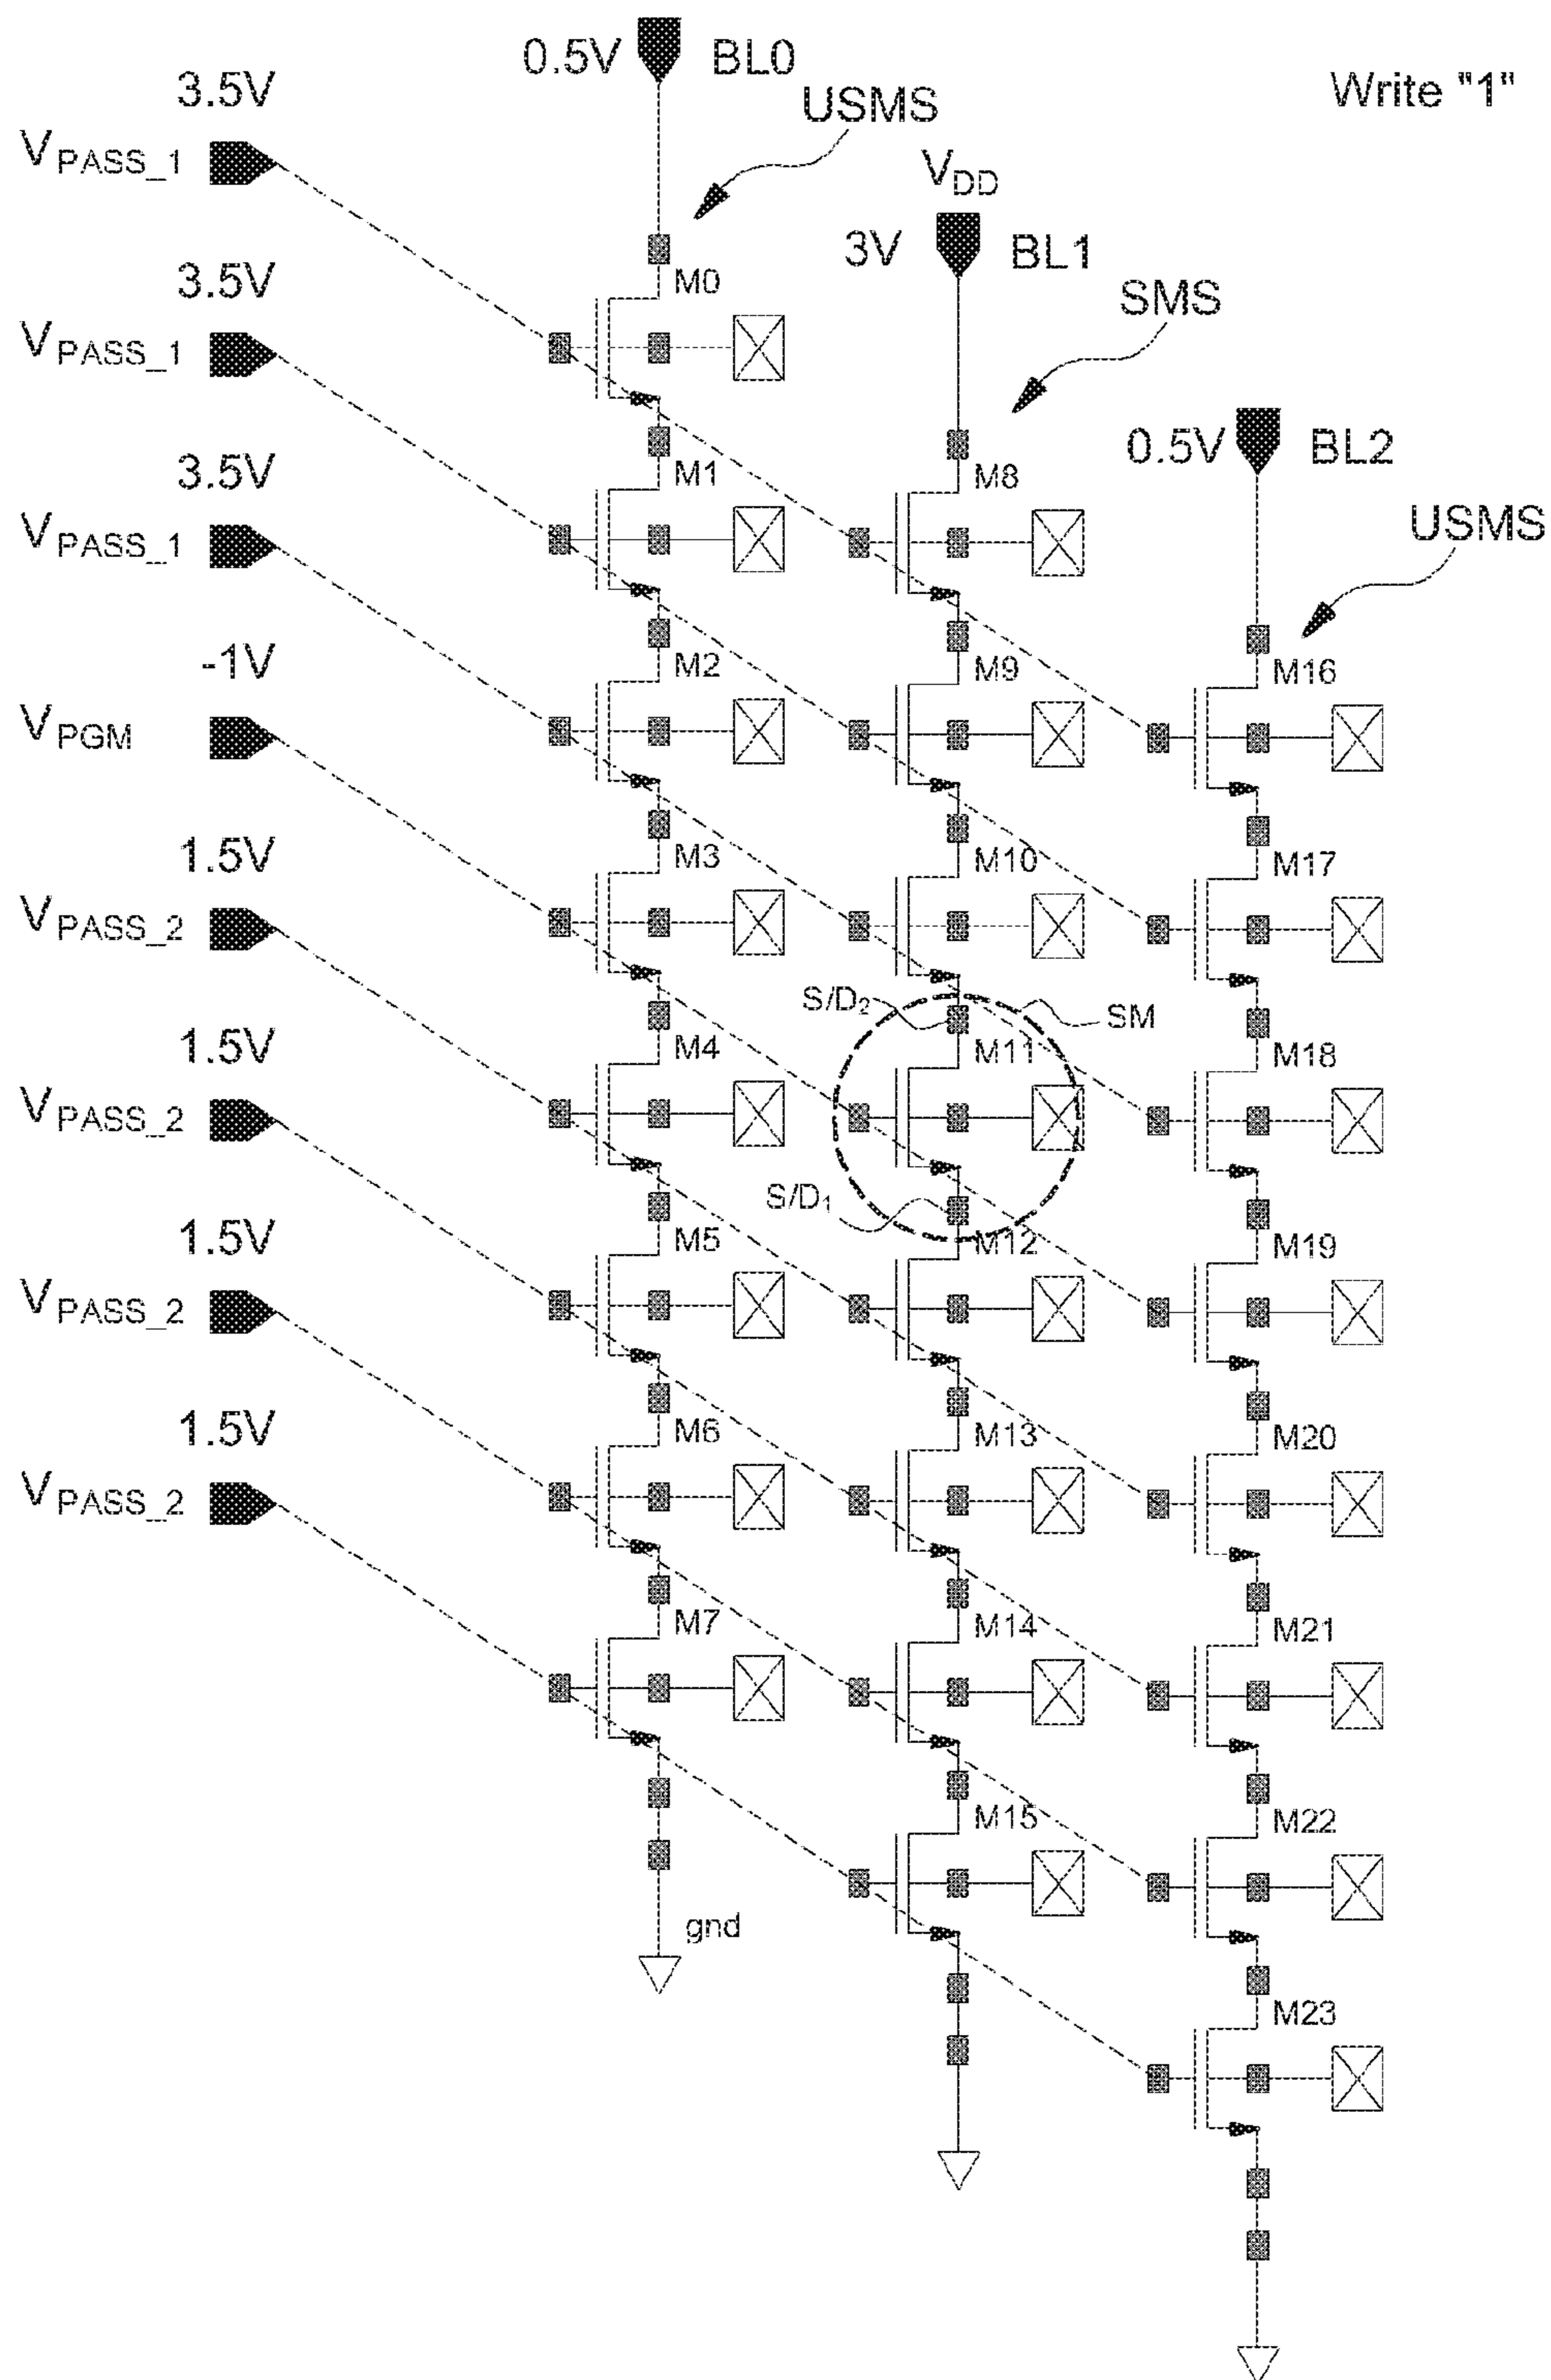 0.5V BL0
Write "1"
3.5V
USMS
VPASS_1
VDD
M0
3V BL1
3.5V
SMS
VPASS_1
0.5V BL2
M1
M8
3.5V
USMS
VPASS_1
M2
M9
M16
-1V
VPGM
M3
M10
M17
1.5V
VPASS_2
S/D2
SM
M4
M11
M18
1.5V
VPASS_2
S/D1
M5
M12
M19
1.5V
VPASS_2
M6
M13
M20
1.5V
VPASS_2
M7
M14
M21
M15
M22
gnd
M23